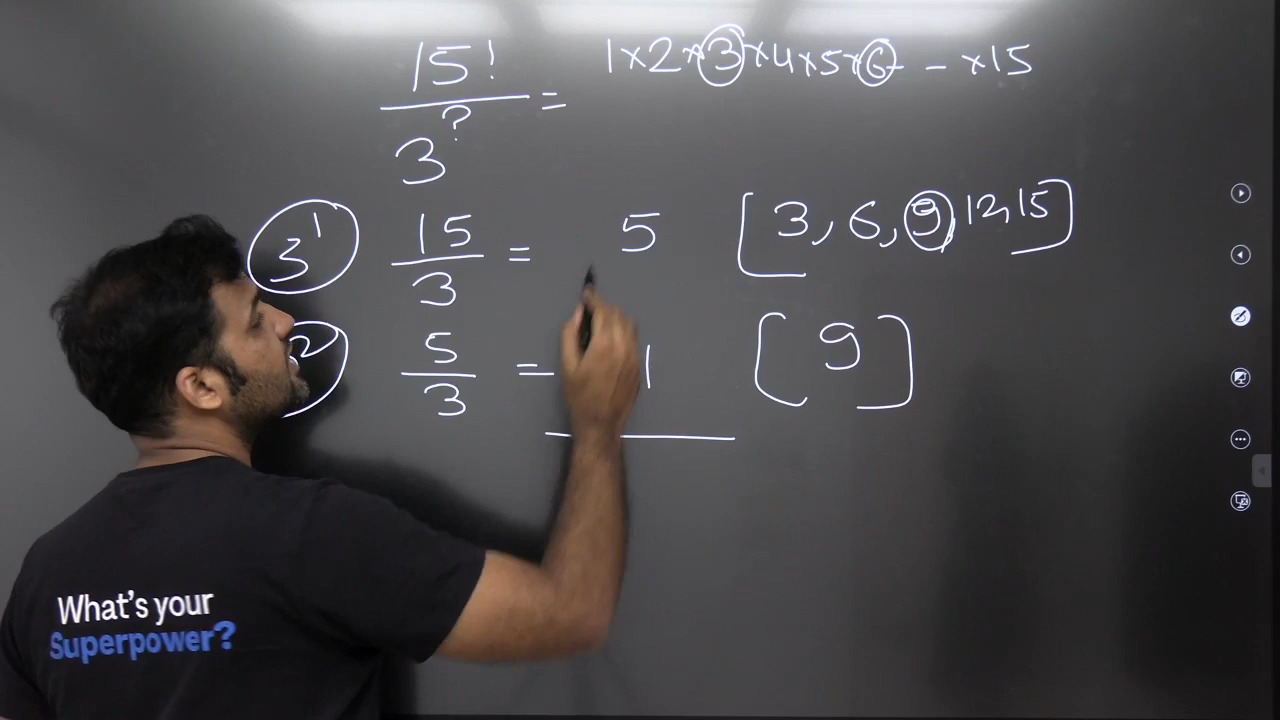 15! / 3^? = 1×2×3×4×5×6 - - ×15
3^1 15/3 = 5 [3, 6, 9, 12, 15]
2 5/3 = 1 [9]
What's your
Superpower?